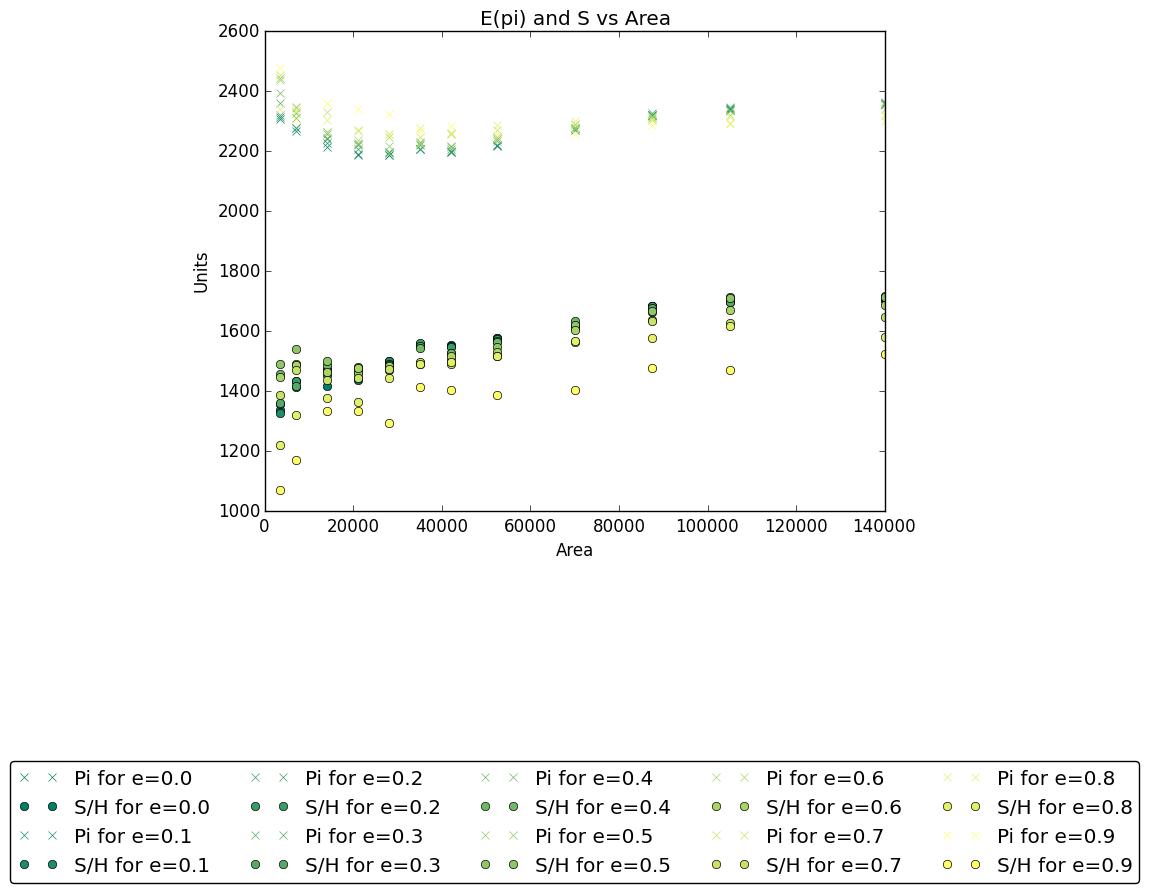 E(pi) and S vs Area
2600
2400
2200
2000
1800
1600
1400
1200
1000
Units
0 20000 40000 60000 80000 100000 120000 140000
Area
Pi for e=0.0 Pi for e=0.2 Pi for e=0.4 Pi for e=0.6 Pi for e=0.8
S/H for e=0.0 S/H for e=0.2 S/H for e=0.4 S/H for e=0.6 S/H for e=0.8
Pi for e=0.1 Pi for e=0.3 Pi for e=0.5 Pi for e=0.7 Pi for e=0.9
S/H for e=0.1 S/H for e=0.3 S/H for e=0.5 S/H for e=0.7 S/H for e=0.9